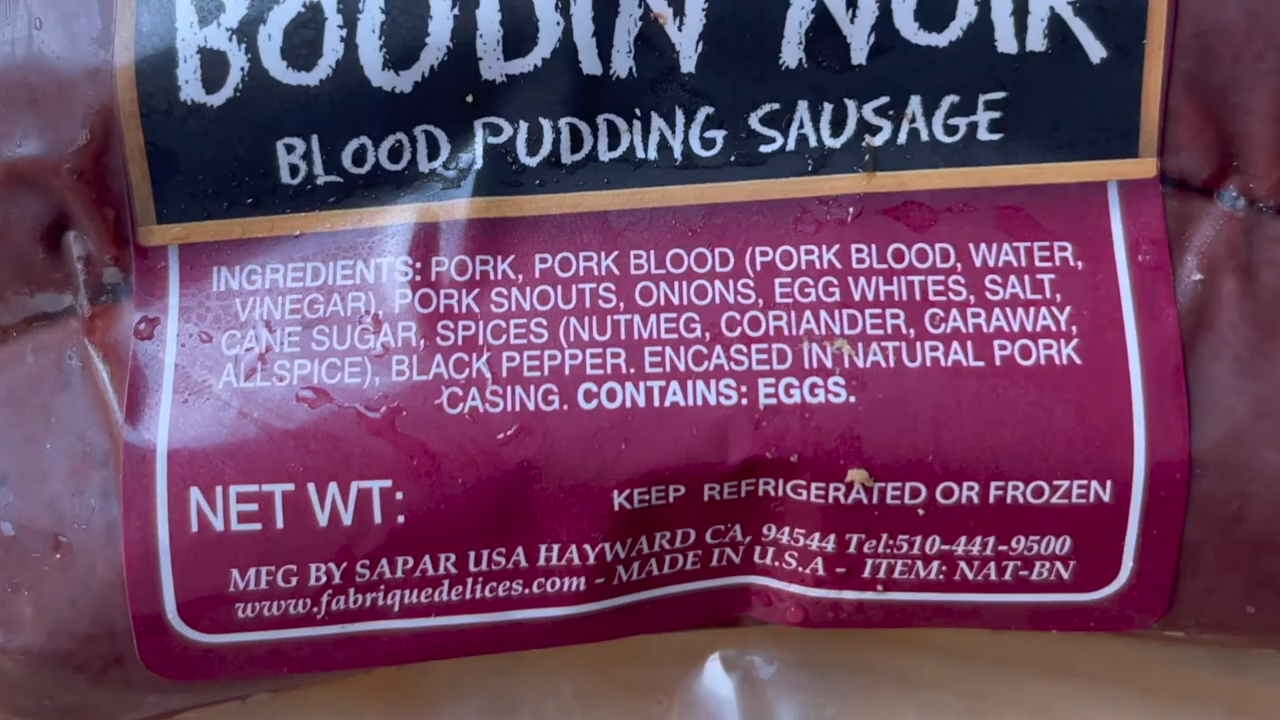 BOUDIN NOIR
BLOOD PUDDING SAUSAGE
INGREDIENTS: PORK, PORK BLOOD (PORK BLOOD, WATER,
VINEGAR), PORK SNOUTS, ONIONS, EGG WHITES, SALT,
CANE SUGAR, SPICES (NUTMEG, CORIANDER, CARAWAY,
ALLSPICE), BLACK PEPPER. ENCASED IN NATURAL PORK
CASING. CONTAINS: EGGS.
NET WT:
KEEP REFRIGERATED OR FROZEN
MFG BY SAPAR USA HAYWARD CA, 94544 Tel:510-441-9500
www.fabriquedelices.com - MADE IN U.S.A - ITEM: NAT-BN